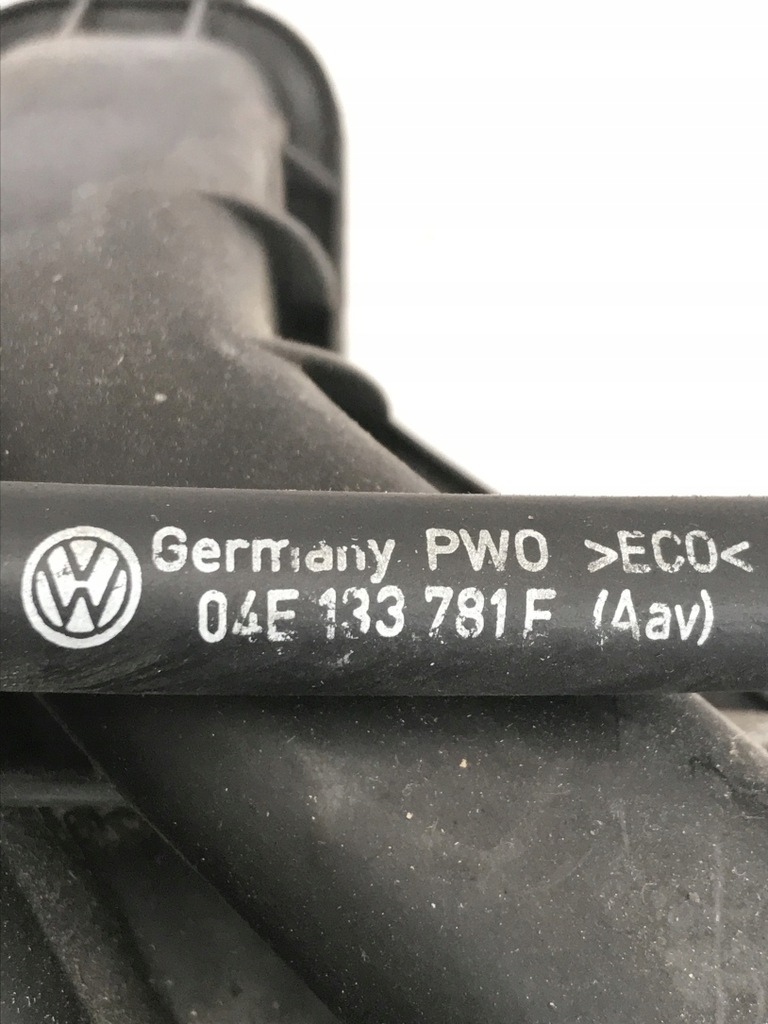 Germany PWO >ECO<
04E 133 781 F (Aav)